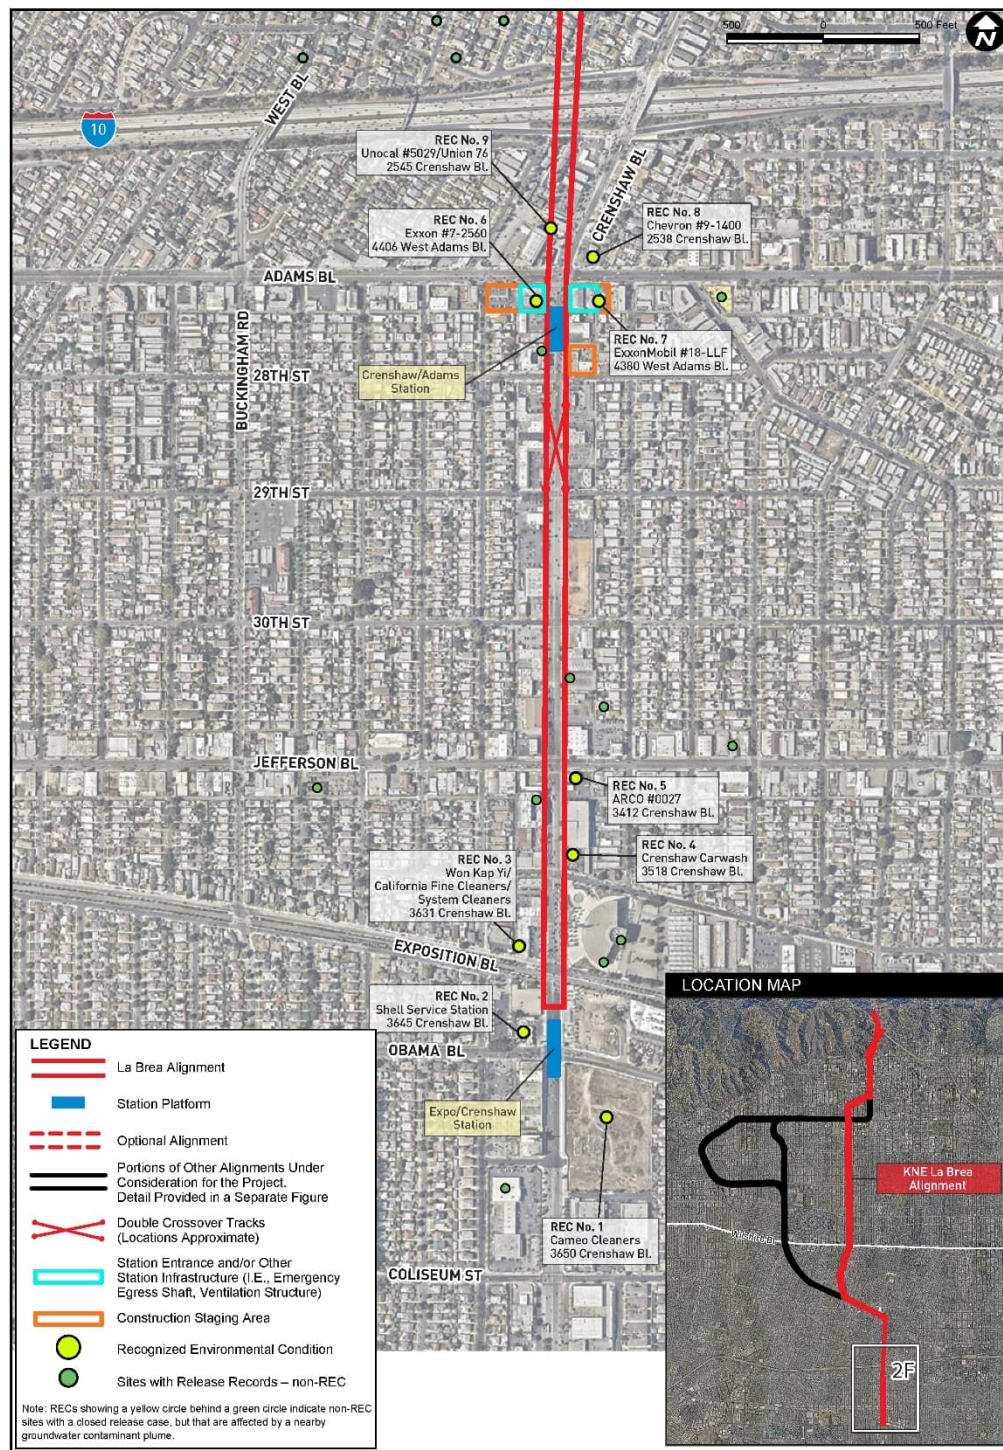 500 0 500 Feet
N
WEST BL
10
REC No. 9
Unocal #5029/Union 76
2545 Crenshaw Bl.
CRENSHAW BL
REC No. 6
Exxon #7-2560
4406 West Adams Bl.
REC No. 8
Chevron #9-1400
2538 Crenshaw Bl.
ADAMS BL
REC No. 7
ExxonMobil #18-LLF
4380 West Adams Bl.
Crenshaw/Adams
Station
BUCKINGHAM RD
28TH ST
29TH ST
30TH ST
JEFFERSON BL
REC No. 5
ARCO #0027
3412 Crenshaw Bl.
REC No. 4
Crenshaw Carwash
3518 Crenshaw Bl.
REC No. 3
Won Kap Yi/
California Fine Cleaners/
System Cleaners
3631 Crenshaw Bl.
EXPOSITION BL
REC No. 2
Shell Service Station
3645 Crenshaw Bl.
OBAMA BL
Expo/Crenshaw
Station
REC No. 1
Cameo Cleaners
3650 Crenshaw Bl.
COLISEUM ST
LEGEND
La Brea Alignment
Station Platform
Optional Alignment
Portions of Other Alignments Under
Consideration for the Project.
Detail Provided in a Separate Figure
Double Crossover Tracks
(Locations Approximate)
Station Entrance and/or Other
Station Infrastructure (I.E., Emergency
Egress Shaft, Ventilation Structure)
Construction Staging Area
Recognized Environmental Condition
Sites with Release Records – non-REC
Note: RECs showing a yellow circle behind a green circle indicate non-REC
sites with a closed release case, but that are affected by a nearby
groundwater contaminant plume.
LOCATION MAP
KNE La Brea
Alignment
Wilshire Bl
2F